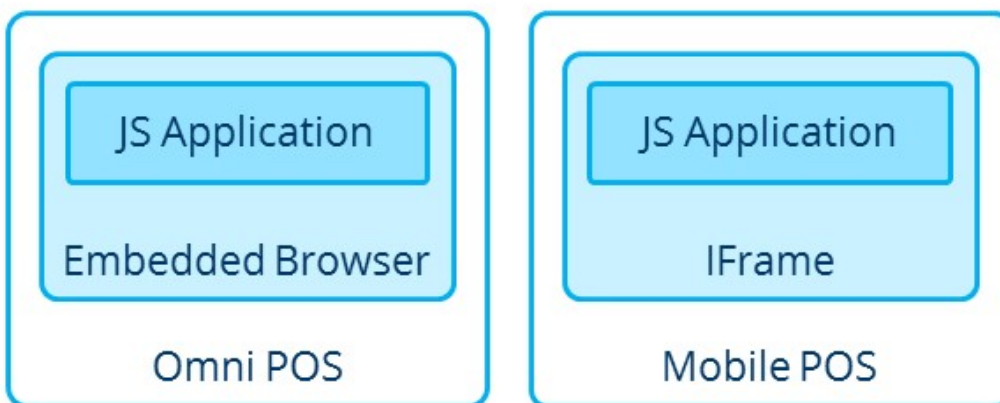 JS Application
Embedded Browser
Omni POS
JS Application
IFrame
Mobile POS